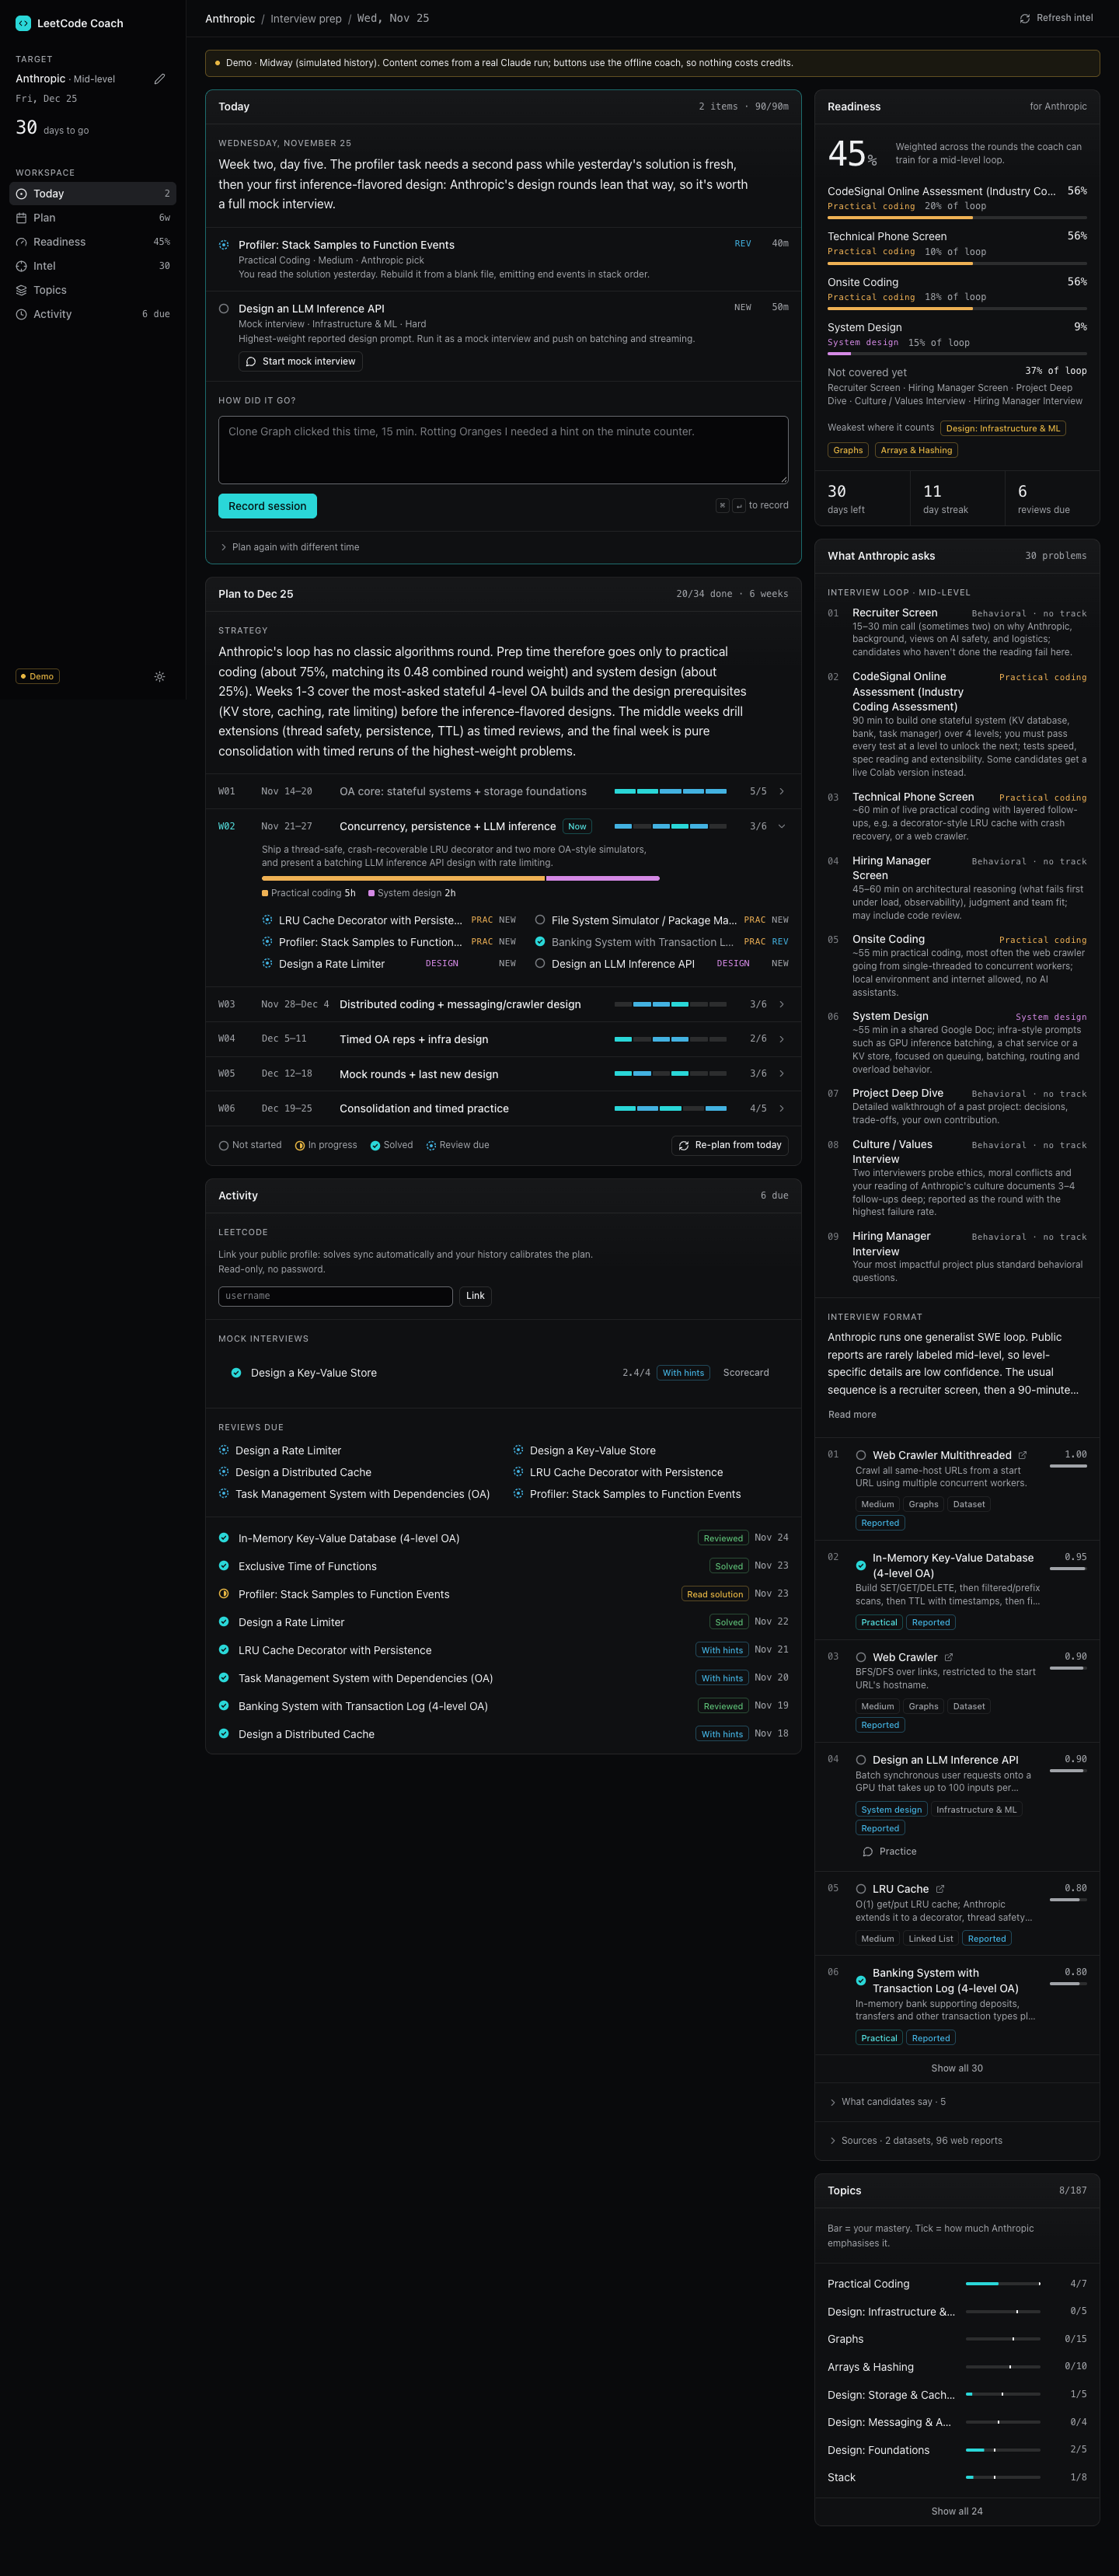 LeetCode Coach
TARGET
Anthropic · Mid-level
Fri, Dec 25
30 days to go
WORKSPACE
Today 2
Plan 6w
Readiness 45%
Intel 30
Topics
Activity 6 due
Demo
Anthropic / Interview prep / Wed, Nov 25
Refresh intel
Demo · Midway (simulated history). Content comes from a real Claude run; buttons use the offline coach, so nothing costs credits.
Today 2 items · 90/90m
WEDNESDAY, NOVEMBER 25
Week two, day five. The profiler task needs a second pass while yesterday's solution is fresh,
then your first inference-flavored design: Anthropic's design rounds lean that way, so it's worth
a full mock interview.
Profiler: Stack Samples to Function Events REV 40m
Practical Coding · Medium · Anthropic pick
You read the solution yesterday. Rebuild it from a blank file, emitting end events in stack order.
Design an LLM Inference API NEW 50m
Mock interview · Infrastructure & ML · Hard
Highest-weight reported design prompt. Run it as a mock interview and push on batching and streaming.
Start mock interview
HOW DID IT GO?
Clone Graph clicked this time, 15 min. Rotting Oranges I needed a hint on the minute counter.
Record session ⌘ ↵ to record
Plan again with different time
Plan to Dec 25 20/34 done · 6 weeks
STRATEGY
Anthropic's loop has no classic algorithms round. Prep time therefore goes only to practical
coding (about 75%, matching its 0.48 combined round weight) and system design (about
25%). Weeks 1-3 cover the most-asked stateful 4-level OA builds and the design prerequisites
(KV store, caching, rate limiting) before the inference-flavored designs. The middle weeks drill
extensions (thread safety, persistence, TTL) as timed reviews, and the final week is pure
consolidation with timed reruns of the highest-weight problems.
W01 Nov 14–20 OA core: stateful systems + storage foundations 5/5
W02 Nov 21–27 Concurrency, persistence + LLM inference Now 3/6
Ship a thread-safe, crash-recoverable LRU decorator and two more OA-style simulators,
and present a batching LLM inference API design with rate limiting.
Practical coding 5h System design 2h
LRU Cache Decorator with Persiste... PRAC NEW
File System Simulator / Package Ma... PRAC NEW
Profiler: Stack Samples to Function... PRAC NEW
Banking System with Transaction L... PRAC REV
Design a Rate Limiter DESIGN NEW
Design an LLM Inference API DESIGN NEW
W03 Nov 28–Dec 4 Distributed coding + messaging/crawler design 3/6
W04 Dec 5–11 Timed OA reps + infra design 2/6
W05 Dec 12–18 Mock rounds + last new design 3/6
W06 Dec 19–25 Consolidation and timed practice 4/5
Not started In progress Solved Review due Re-plan from today
Activity 6 due
LEETCODE
Link your public profile: solves sync automatically and your history calibrates the plan.
Read-only, no password.
username Link
MOCK INTERVIEWS
Design a Key-Value Store 2.4/4 With hints Scorecard
REVIEWS DUE
Design a Rate Limiter Design a Key-Value Store
Design a Distributed Cache LRU Cache Decorator with Persistence
Task Management System with Dependencies (OA) Profiler: Stack Samples to Function Events
In-Memory Key-Value Database (4-level OA) Reviewed Nov 24
Exclusive Time of Functions Solved Nov 23
Profiler: Stack Samples to Function Events Read solution Nov 23
Design a Rate Limiter Solved Nov 22
LRU Cache Decorator with Persistence With hints Nov 21
Task Management System with Dependencies (OA) With hints Nov 20
Banking System with Transaction Log (4-level OA) Reviewed Nov 19
Design a Distributed Cache With hints Nov 18
Readiness for Anthropic
45% Weighted across the rounds the coach can
train for a mid-level loop.
CodeSignal Online Assessment (Industry Co... 56%
Practical coding 20% of loop
Technical Phone Screen 56%
Practical coding 10% of loop
Onsite Coding 56%
Practical coding 18% of loop
System Design 9%
System design 15% of loop
Not covered yet 37% of loop
Recruiter Screen · Hiring Manager Screen · Project Deep
Dive · Culture / Values Interview · Hiring Manager Interview
Weakest where it counts Design: Infrastructure & ML
Graphs Arrays & Hashing
30 11 6
days left day streak reviews due
What Anthropic asks 30 problems
INTERVIEW LOOP · MID-LEVEL
01 Recruiter Screen Behavioral · no track
15–30 min call (sometimes two) on why Anthropic,
background, views on AI safety, and logistics;
candidates who haven't done the reading fail here.
02 CodeSignal Online Practical coding
Assessment (Industry
Coding Assessment)
90 min to build one stateful system (KV database,
bank, task manager) over 4 levels; you must pass
every test at a level to unlock the next; tests speed,
spec reading and extensibility. Some candidates get a
live Colab version instead.
03 Technical Phone Screen Practical coding
~60 min of live practical coding with layered follow-
ups, e.g. a decorator-style LRU cache with crash
recovery, or a web crawler.
04 Hiring Manager Behavioral · no track
Screen
45–60 min on architectural reasoning (what fails first
under load, observability), judgment and team fit;
may include code review.
05 Onsite Coding Practical coding
~55 min practical coding, most often the web crawler
going from single-threaded to concurrent workers;
local environment and internet allowed, no AI
assistants.
06 System Design System design
~55 min in a shared Google Doc; infra-style prompts
such as GPU inference batching, a chat service or a
KV store, focused on queuing, batching, routing and
overload behavior.
07 Project Deep Dive Behavioral · no track
Detailed walkthrough of a past project: decisions,
trade-offs, your own contribution.
08 Culture / Values Behavioral · no track
Interview
Two interviewers probe ethics, moral conflicts and
your reading of Anthropic's culture documents 3–4
follow-ups deep; reported as the round with the
highest failure rate.
09 Hiring Manager Behavioral · no track
Interview
Your most impactful project plus standard behavioral
questions.
INTERVIEW FORMAT
Anthropic runs one generalist SWE loop. Public
reports are rarely labeled mid-level, so level-
specific details are low confidence. The usual
sequence is a recruiter screen, then a 90-minute...
Read more
01 Web Crawler Multithreaded 1.00
Crawl all same-host URLs from a start
URL using multiple concurrent workers.
Medium Graphs Dataset
Reported
02 In-Memory Key-Value Database 0.95
(4-level OA)
Build SET/GET/DELETE, then filtered/prefix
scans, then TTL with timestamps, then fi...
Practical Reported
03 Web Crawler 0.90
BFS/DFS over links, restricted to the start
URL's hostname.
Medium Graphs Dataset
Reported
04 Design an LLM Inference API 0.90
Batch synchronous user requests onto a
GPU that takes up to 100 inputs per...
System design Infrastructure & ML
Reported
Practice
05 LRU Cache 0.80
O(1) get/put LRU cache; Anthropic
extends it to a decorator, thread safety...
Medium Linked List Reported
06 Banking System with 0.80
Transaction Log (4-level OA)
In-memory bank supporting deposits,
transfers and other transaction types pl...
Practical Reported
Show all 30
What candidates say · 5
Sources · 2 datasets, 96 web reports
Topics 8/187
Bar = your mastery. Tick = how much Anthropic
emphasises it.
Practical Coding 4/7
Design: Infrastructure &... 0/5
Graphs 0/15
Arrays & Hashing 0/10
Design: Storage & Cach... 1/5
Design: Messaging & A... 0/4
Design: Foundations 2/5
Stack 1/8
Show all 24